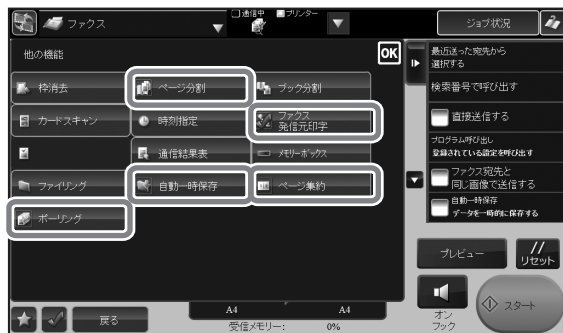 ファクス
通信中
プリンター
ジョブ状況
他の機能
OK
枠消去
ページ分割
ブック分割
カードスキャン
時刻指定
ファクス
発信元印字
通信結果表
メモリーボックス
ファイリング
自動一時保存
ページ集約
ポーリング
最近送った宛先から
選択する
検索番号で呼び出す
直接送信する
プログラム呼び出し
登録されている設定を呼び出す
ファクス宛先と
同じ画像で送信する
自動一時保存
データを一時的に保存する
プレビュー
リセット
オン
フック
スタート
戻る
A4
A4
受信メモリー:
0%